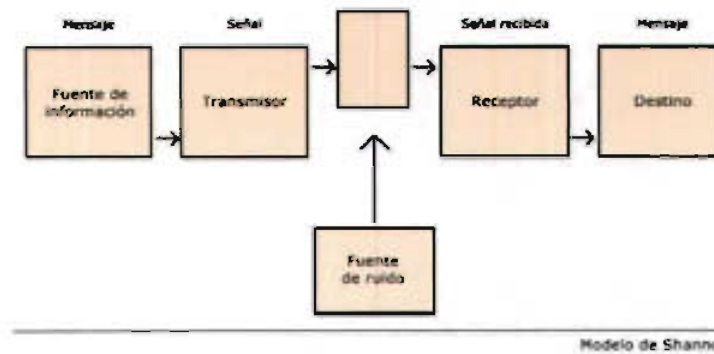 Mensaje
Señal
Señal recibida
Mensaje
Fuente de
información
Transmisor
Receptor
Destino
Fuente
de ruido
Modelo de Shann